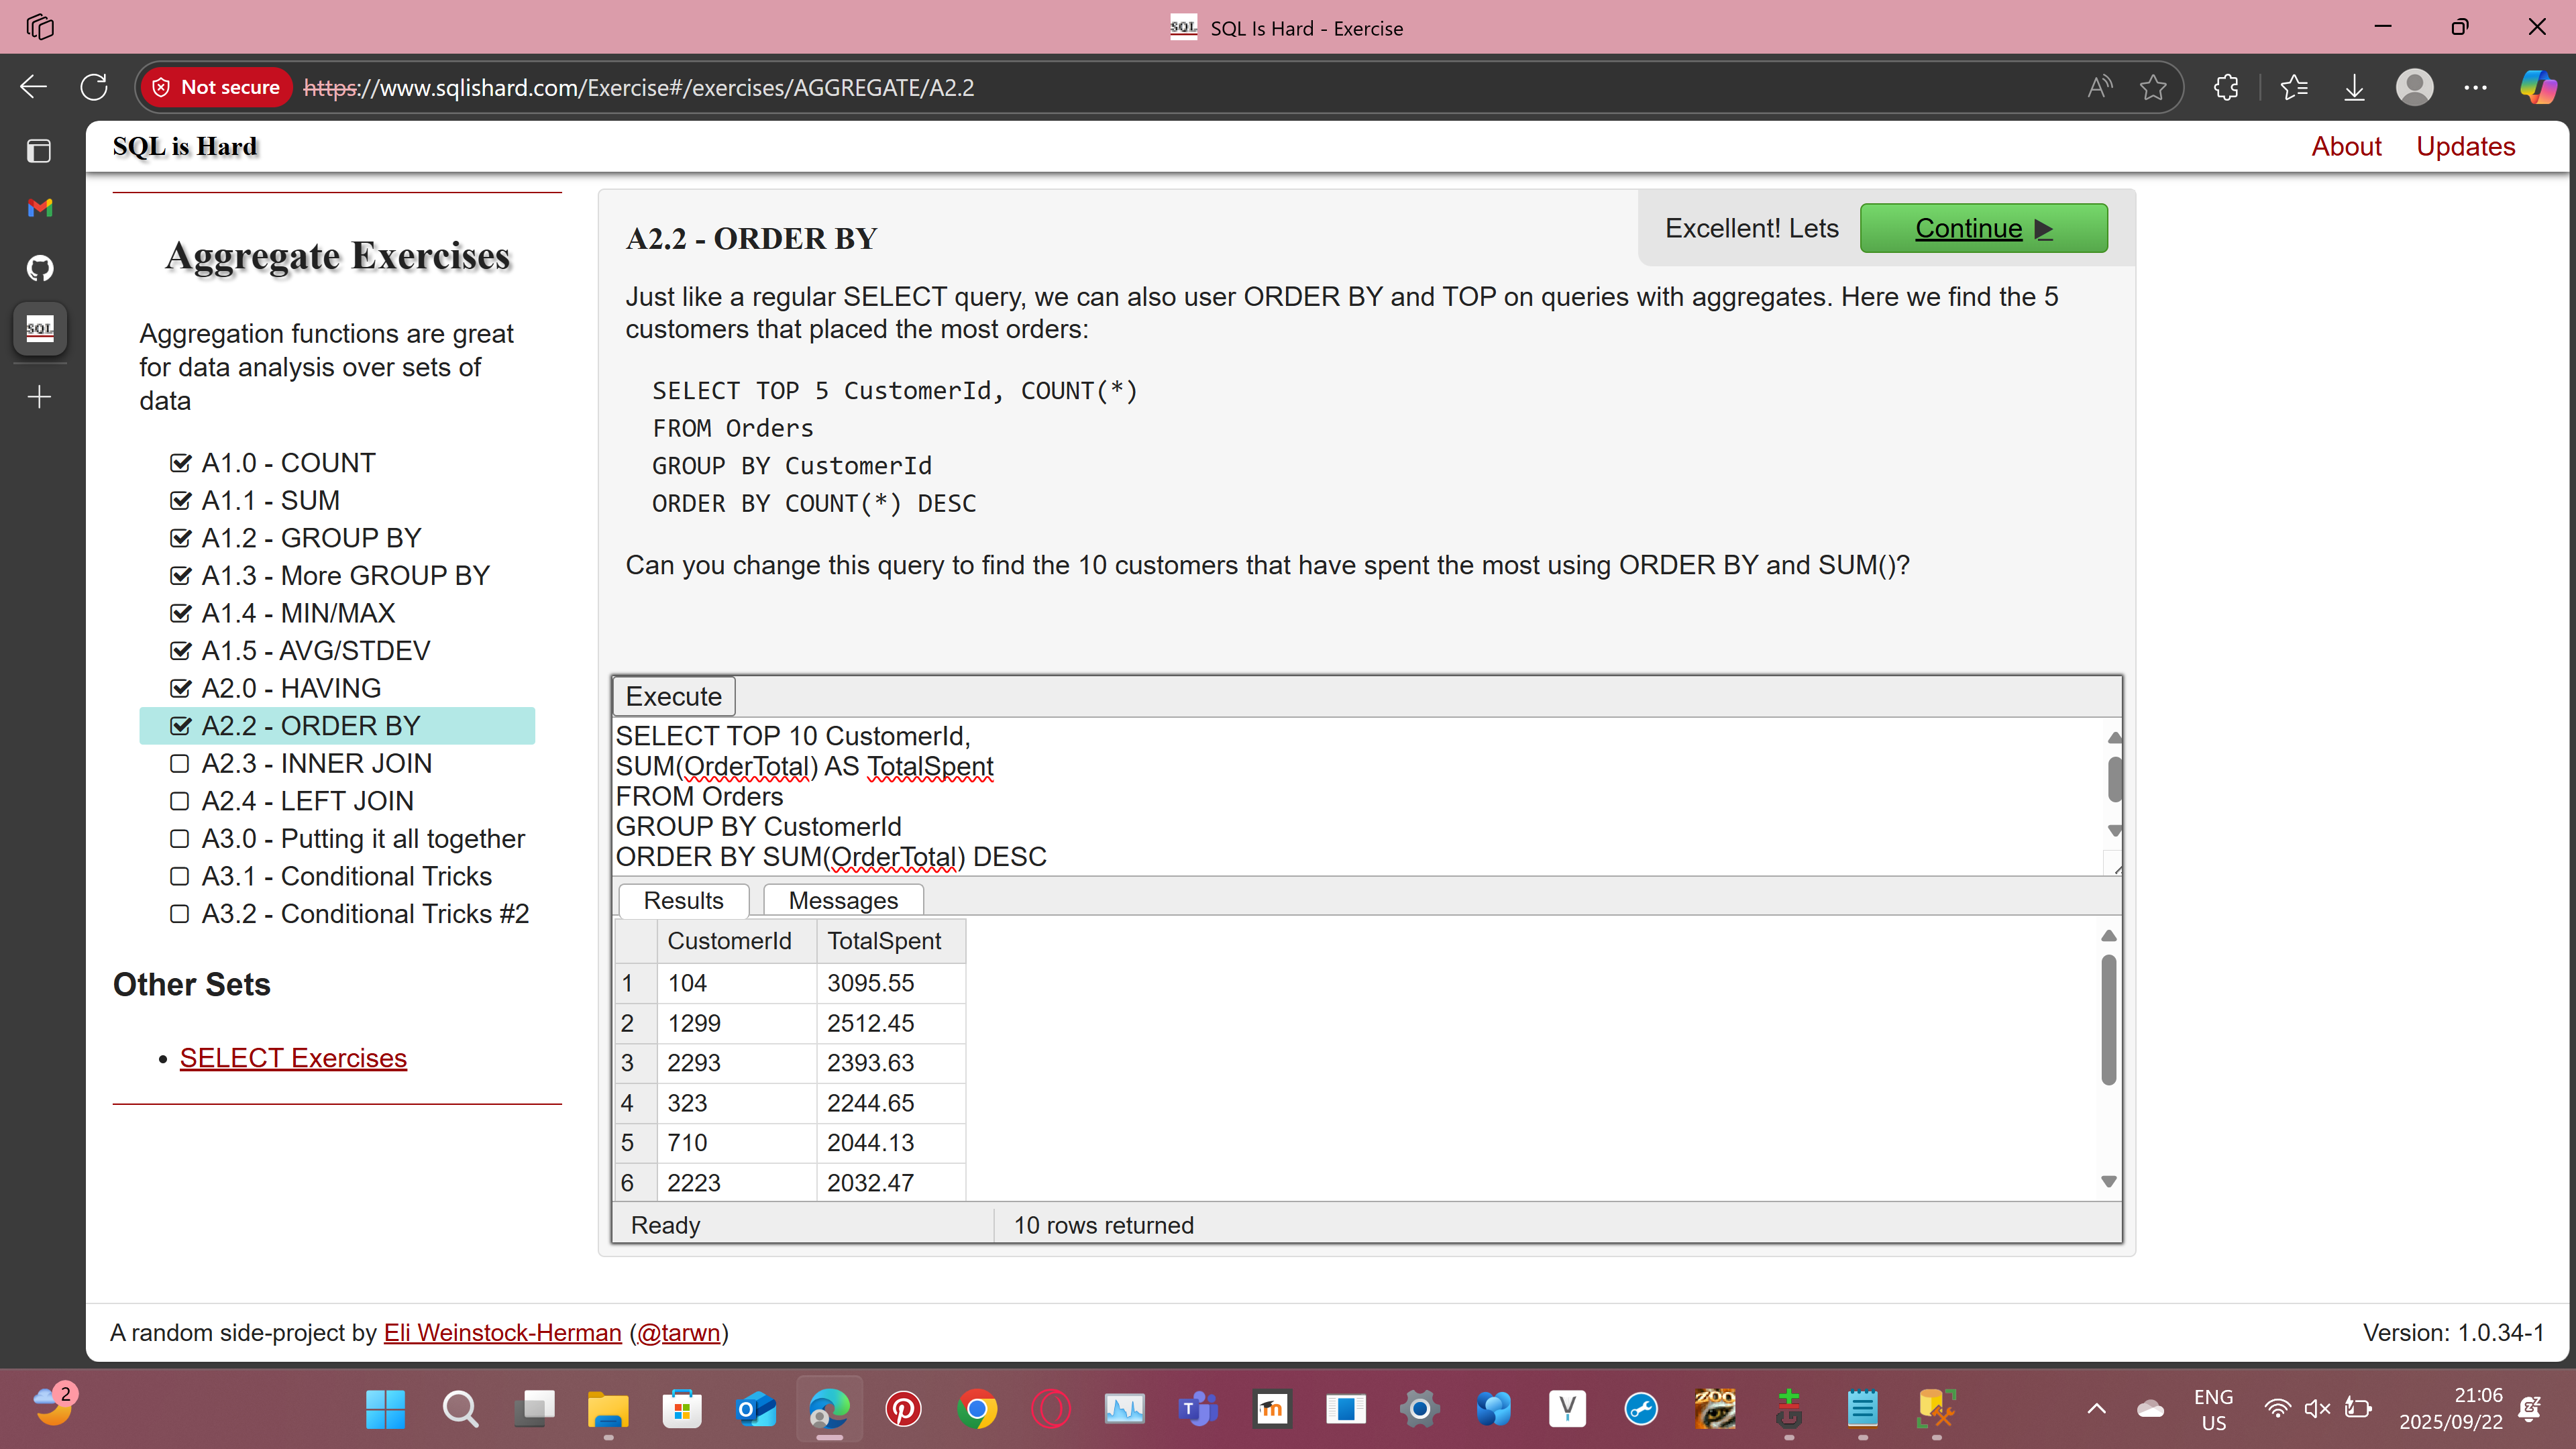 SQL SQL Is Hard - Exercise
Not secure https://www.sqlishard.com/Exercise#/exercises/AGGREGATE/A2.2
SQL is Hard
About Updates
SQL
Aggregate Exercises
Aggregation functions are great
for data analysis over sets of
data
A1.0 - COUNT
A1.1 - SUM
A1.2 - GROUP BY
A1.3 - More GROUP BY
A1.4 - MIN/MAX
A1.5 - AVG/STDEV
A2.0 - HAVING
A2.2 - ORDER BY
A2.3 - INNER JOIN
A2.4 - LEFT JOIN
A3.0 - Putting it all together
A3.1 - Conditional Tricks
A3.2 - Conditional Tricks #2
Other Sets
SELECT Exercises
A2.2 - ORDER BY
Excellent! Lets Continue
Just like a regular SELECT query, we can also user ORDER BY and TOP on queries with aggregates. Here we find the 5
customers that placed the most orders:
SELECT TOP 5 CustomerId, COUNT(*)
FROM Orders
GROUP BY CustomerId
ORDER BY COUNT(*) DESC
Can you change this query to find the 10 customers that have spent the most using ORDER BY and SUM()?
Execute
SELECT TOP 10 CustomerId,
SUM(OrderTotal) AS TotalSpent
FROM Orders
GROUP BY CustomerId
ORDER BY SUM(OrderTotal) DESC
Results Messages
CustomerId TotalSpent
1 104 3095.55
2 1299 2512.45
3 2293 2393.63
4 323 2244.65
5 710 2044.13
6 2223 2032.47
Ready 10 rows returned
A random side-project by Eli Weinstock-Herman (@tarwn)
Version: 1.0.34-1
2
ZOO
ENG
US
21:06
2025/09/22